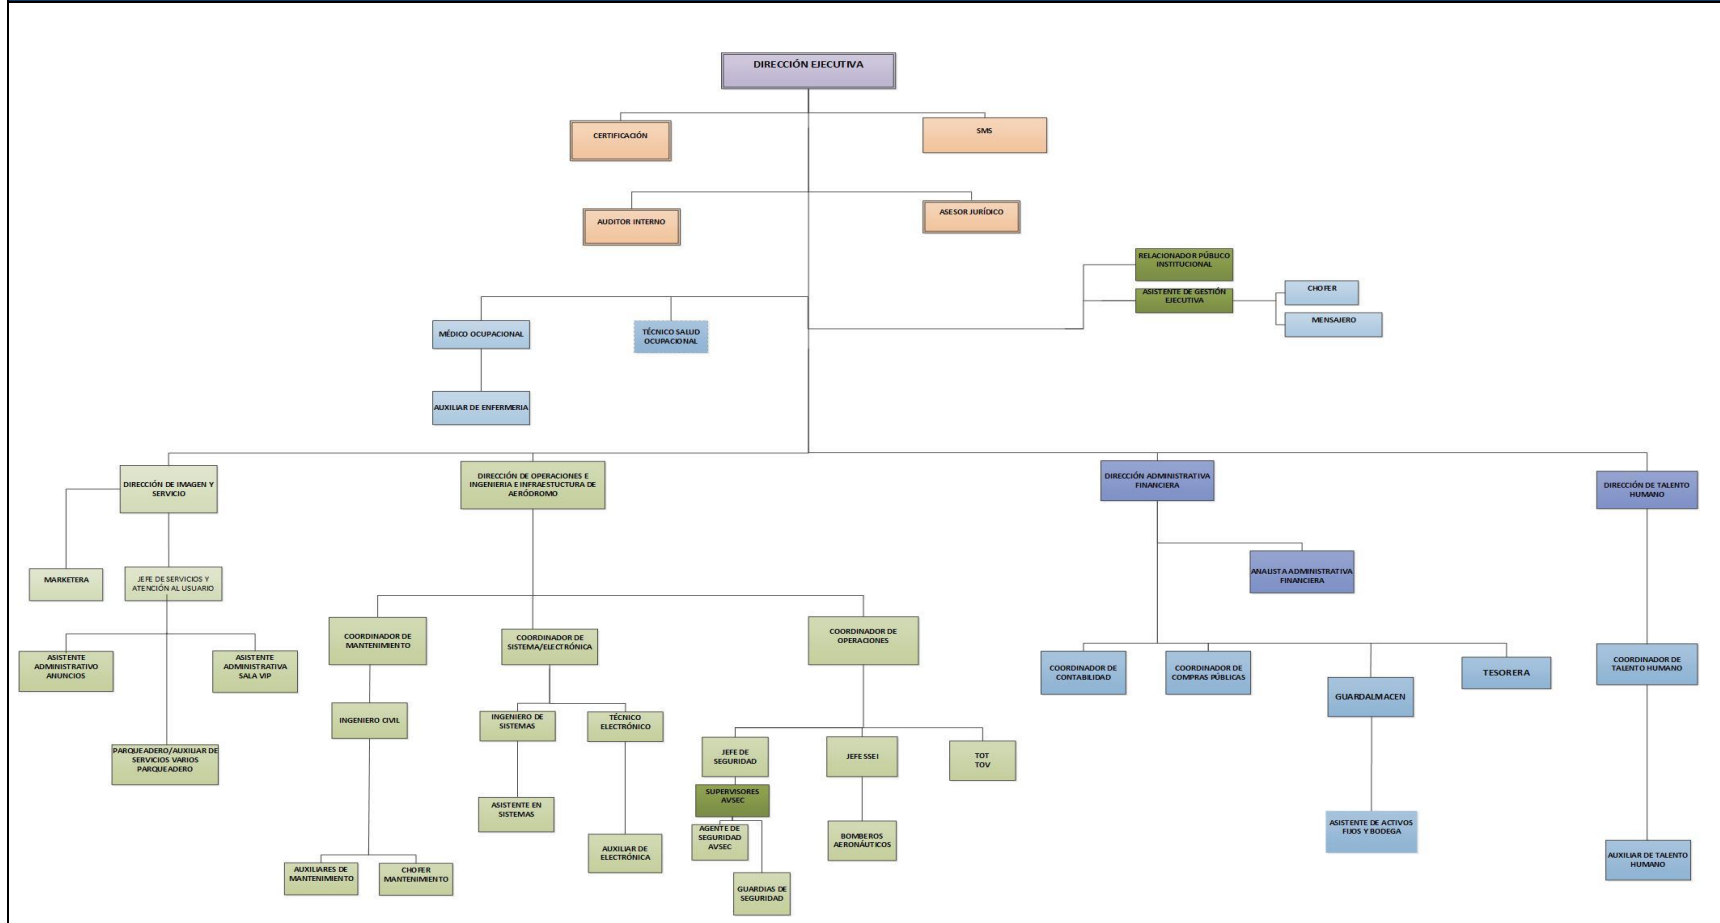 DIRECCIÓN EJECUTIVA
CERTIFICACIÓN
SMS
AUDITOR INTERNO
ASESOR JURÍDICO
RELACIONADOR PÚBLICO
INSTITUCIONAL
ASISTENTE DE GESTIÓN
EJECUTIVA
CHOFER
MENSAJERO
MÉDICO OCUPACIONAL
TÉCNICO SALUD
OCUPACIONAL
AUXILIAR DE ENFERMERIA
DIRECCIÓN DE IMAGEN Y
SERVICIO
DIRECCIÓN DE OPERACIONES E
INGENIERIA E INFRAESTUCTURA DE
AERÓDROMO
DIRECCIÓN ADMINISTRATIVA
FINANCIERA
DIRECCIÓN DE TALENTO
HUMANO
MARKETERA
JEFE DE SERVICIOS Y
ATENCIÓN AL USUARIO
ANALISTA ADMINISTRATIVA
FINANCIERA
ASISTENTE
ADMINISTRATIVO
ANUNCIOS
ASISTENTE
ADMINISTRATIVA
SALA VIP
COORDINADOR DE
MANTENIMIENTO
COORDINADOR DE
SISTEMA/ELECTRÓNICA
COORDINADOR DE
OPERACIONES
COORDINADOR DE
CONTABILIDAD
COORDINADOR DE
COMPRAS PÚBLICAS
GUARDALMACEN
TESORERA
COORDINADOR DE
TALENTO HUMANO
INGENIERO CIVIL
INGENIERO DE
SISTEMAS
TÉCNICO
ELECTRÓNICO
PARQUEADERO/AUXILIAR DE
SERVICIOS VARIOS
PARQUEADERO
JEFE DE
SEGURIDAD
JEFE SSEI
TOT
TOV
SUPERVISORES
AVSEC
ASISTENTE EN
SISTEMAS
AGENTE DE
SEGURIDAD
AVSEC
BOMBEROS
AERONÁUTICOS
ASISTENTE DE ACTIVOS
FIJOS Y BODEGA
AUXILIAR DE
ELECTRÓNICA
AUXILIAR DE TALENTO
HUMANO
AUXILIARES DE
MANTENIMIENTO
CHOFER
MANTENIMIENTO
GUARDIAS DE
SEGURIDAD